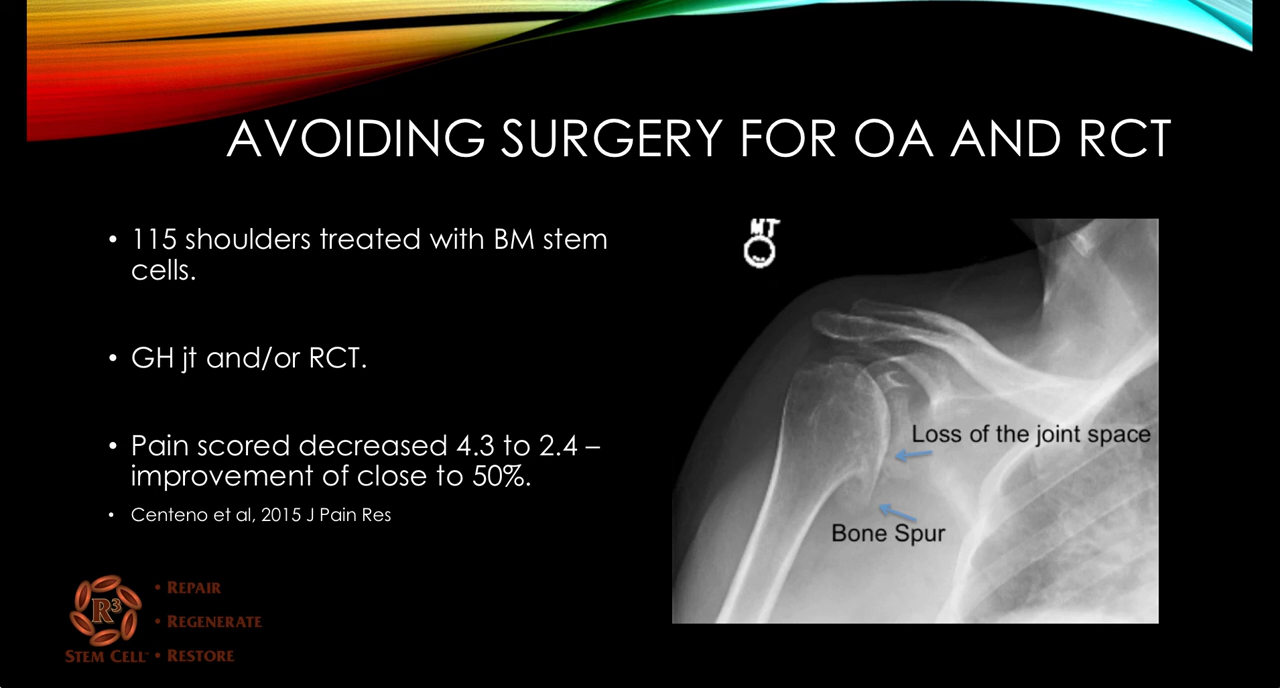 AVOIDING SURGERY FOR OA AND RCT
• 115 shoulders treated with BM stem
cells.
• GH jt and/or RCT.
• Pain scored decreased 4.3 to 2.4 –
improvement of close to 50%.
• Centeno et al, 2015 J Pain Res
MT
Loss of the joint space
Bone Spur
R³
STEM CELL
• REPAIR
• REGENERATE
• RESTORE